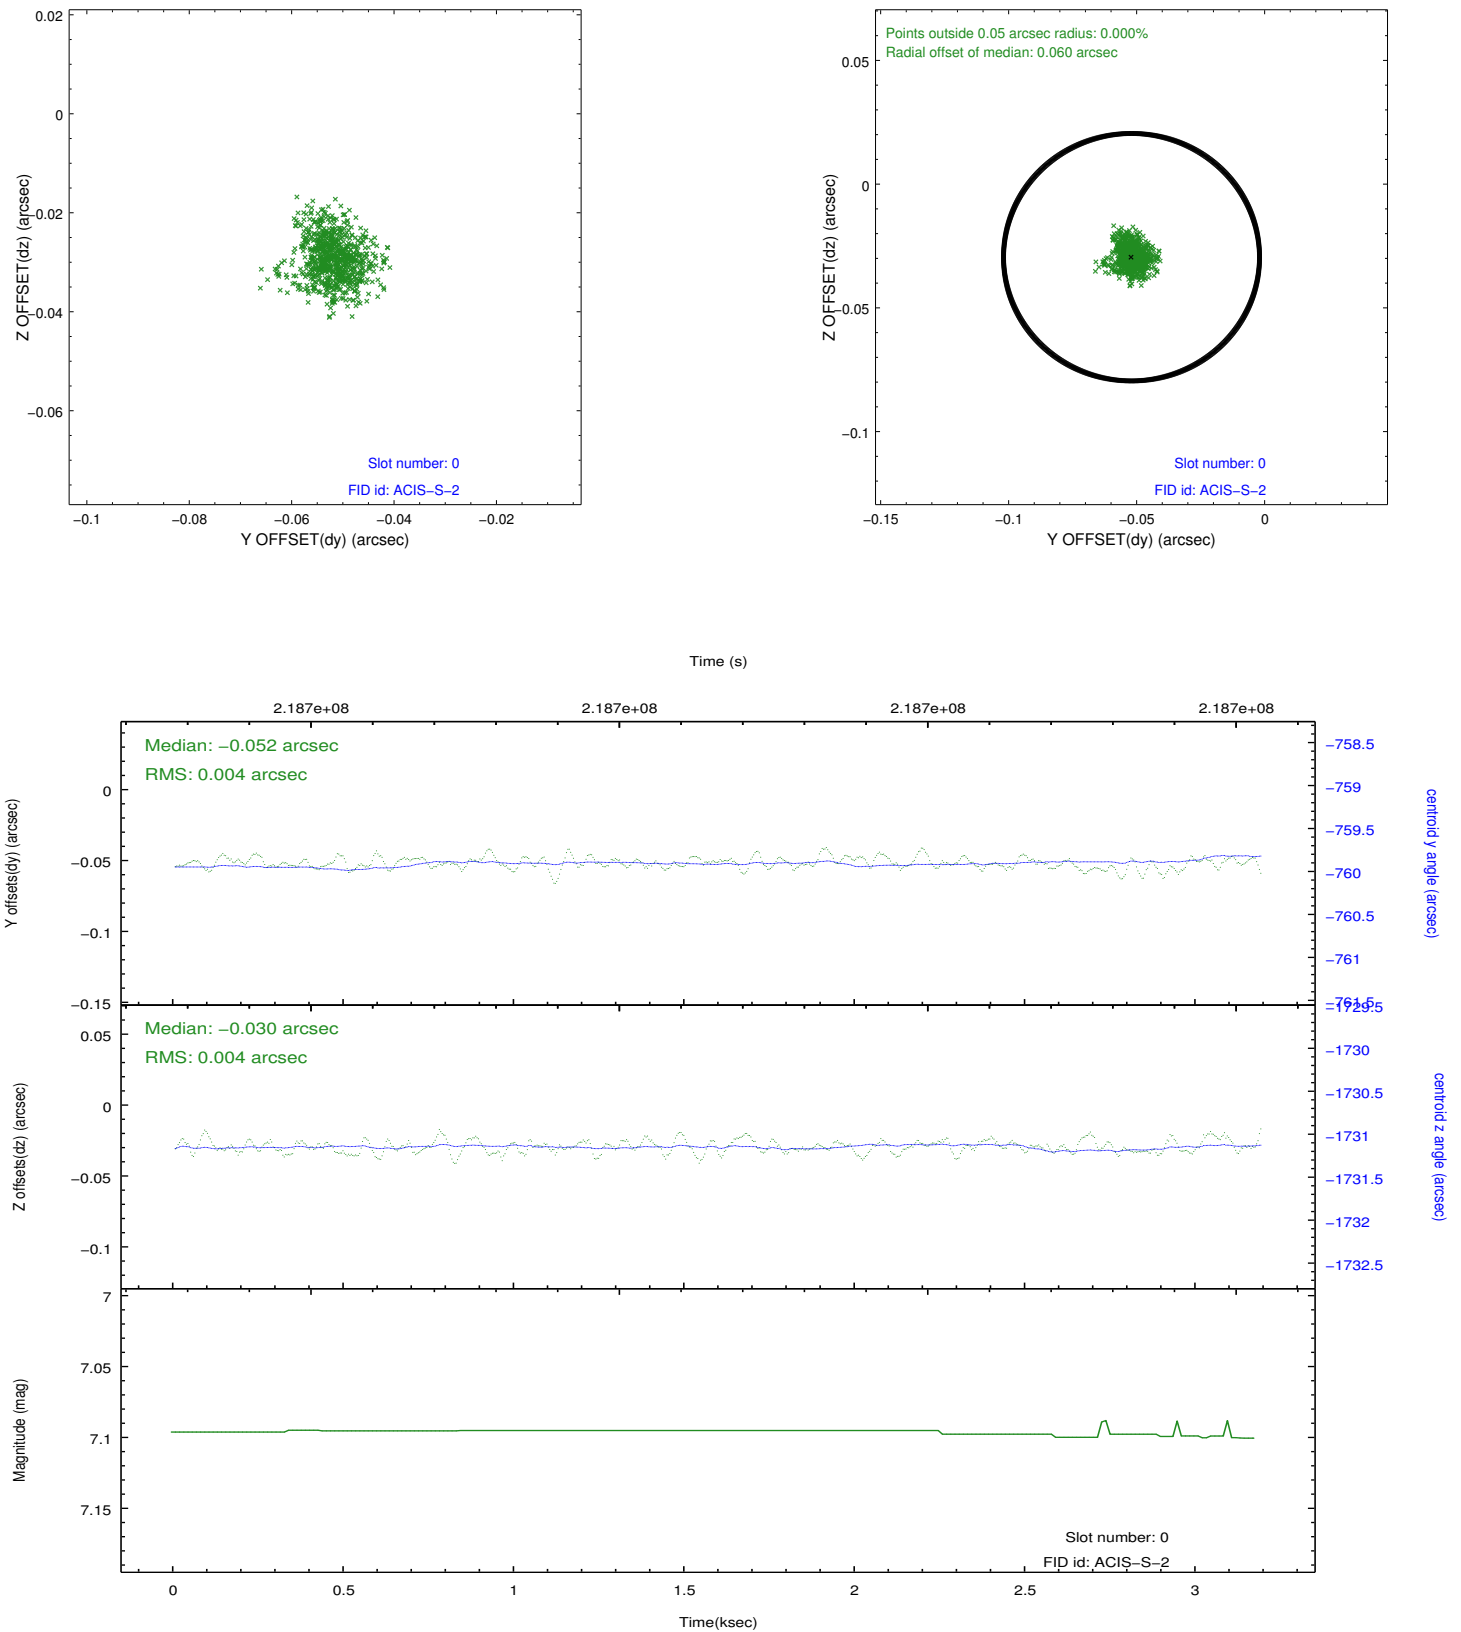 0.02
0
−0.02
−0.04
−0.06
Z OFFSET(dz) (arcsec)
Slot number: 0
FID id: ACIS−S−2
−0.1
−0.08
−0.06
−0.04
−0.02
Y OFFSET(dy) (arcsec)
Points outside 0.05 arcsec radius: 0.000%
Radial offset of median: 0.060 arcsec
0.05
0
−0.05
−0.1
Z OFFSET(dz) (arcsec)
Slot number: 0
FID id: ACIS−S−2
−0.15
−0.1
−0.05
0
Y OFFSET(dy) (arcsec)
Time (s)
2.187e+08
2.187e+08
2.187e+08
2.187e+08
Median: −0.052 arcsec
RMS: 0.004 arcsec
0
−0.05
−0.1
−0.15
Y offsets(dy) (arcsec)
−758.5
−759
−759.5
−760
−760.5
−761
−761.5
centroid y angle (arcsec)
Median: −0.030 arcsec
RMS: 0.004 arcsec
0.05
0
−0.05
−0.1
Z offsets(dz) (arcsec)
−1729.5
−1730
−1730.5
−1731
−1731.5
−1732
−1732.5
centroid z angle (arcsec)
7
7.05
7.1
7.15
Magnitude (mag)
Slot number: 0
FID id: ACIS−S−2
0
0.5
1
1.5
2
2.5
3
Time(ksec)